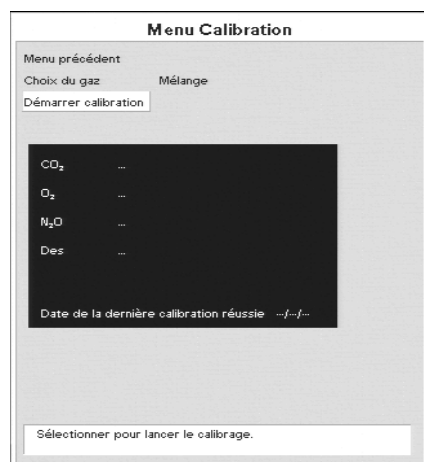 Menu Calibration
Menu précédent
Choix du gaz Mélange
Démarrer calibration
CO₂ ...
O₂ ...
N₂O ...
Des ...
Date de la dernière calibration réussie ---/---/---
Sélectionner pour lancer le calibrage.